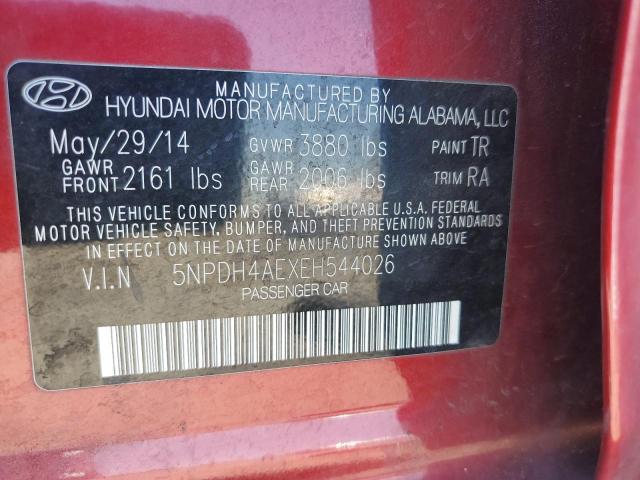 MANUFACTURED BY
HYUNDAI MOTOR MANUFACTURING ALABAMA, LLC
May/29/14 GVWR 3880 lbs PAINT TR
GAWR FRONT 2161 lbs GAWR REAR 2006 lbs TRIM RA
THIS VEHICLE CONFORMS TO ALL APPLICABLE U.S.A. FEDERAL
MOTOR VEHICLE SAFETY, BUMPER, AND THEFT PREVENTION STANDARDS
IN EFFECT ON THE DATE OF MANUFACTURE SHOWN ABOVE.
V.I.N 5NPDH4AEXEH544026
PASSENGER CAR